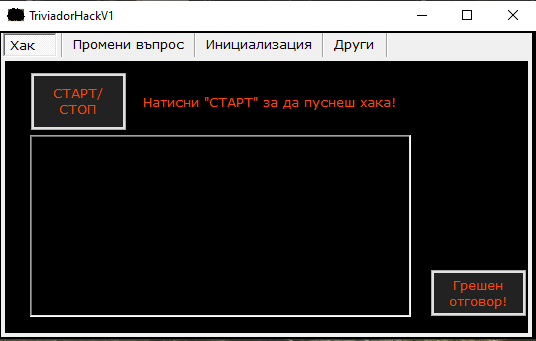 TriviadorHackV1
Хак Промени въпрос Инициализация Други
СТАРТ/
СТОП
Натисни "СТАРТ" за да пуснеш хака!
Грешен
отговор!